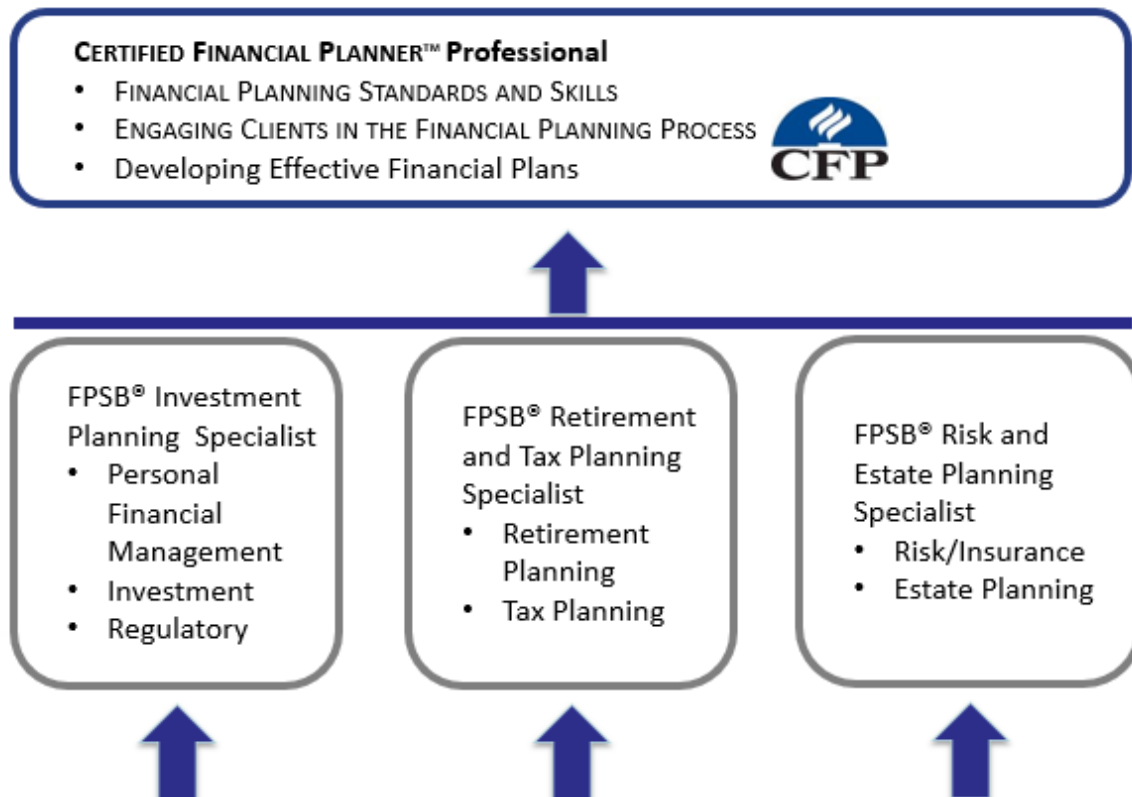 CERTIFIED FINANCIAL PLANNER™ Professional
• FINANCIAL PLANNING STANDARDS AND SKILLS
• ENGAGING CLIENTS IN THE FINANCIAL PLANNING PROCESS
• Developing Effective Financial Plans
CFP
FPSB® Investment
Planning Specialist
• Personal
Financial
Management
• Investment
• Regulatory
FPSB® Retirement
and Tax Planning
Specialist
• Retirement
Planning
• Tax Planning
FPSB® Risk and
Estate Planning
Specialist
• Risk/Insurance
• Estate Planning